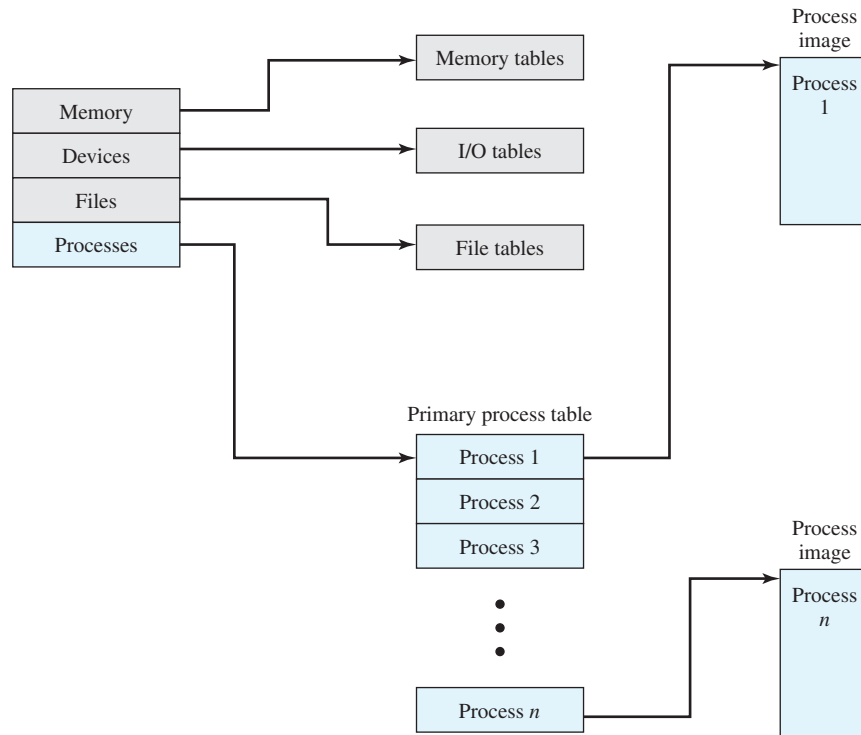 Process
image
Process
1
Memory tables
Memory
Devices
Files
Processes
I/O tables
File tables
Primary process table
Process 1
Process 2
Process 3
Process n
Process
image
Process
n